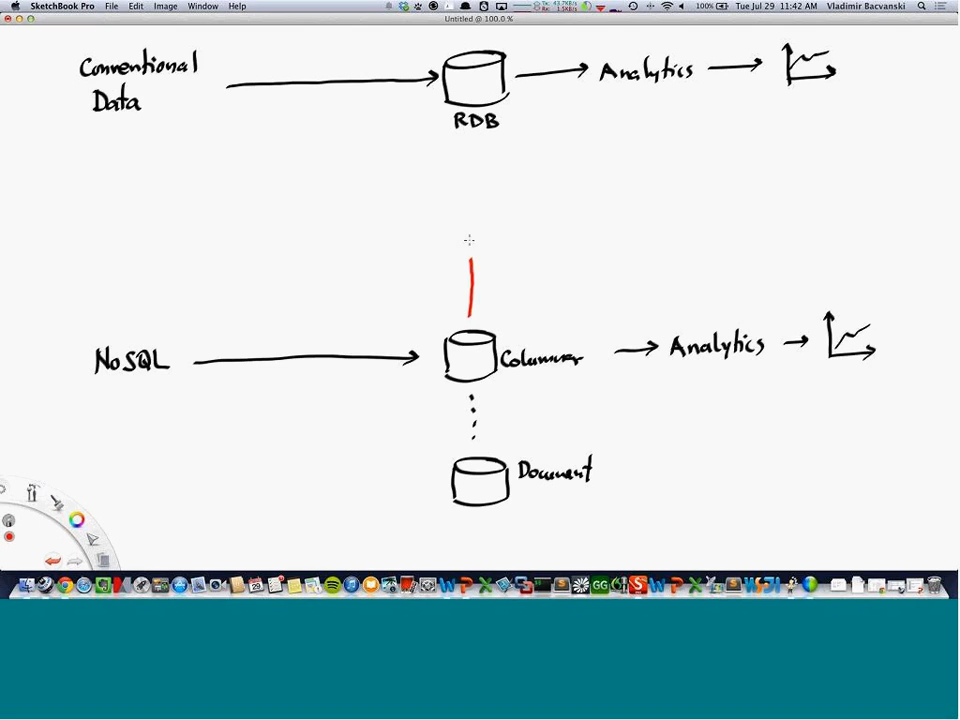 SketchBook Pro File Edit Image Window Help 100% Tue Jul 29 11:42 AM Vladimir Bacvanski
Untitled @ 100.0 %
Conventional
Data
RDB
Analytics
NoSQL
Columnar
Analytics
Document